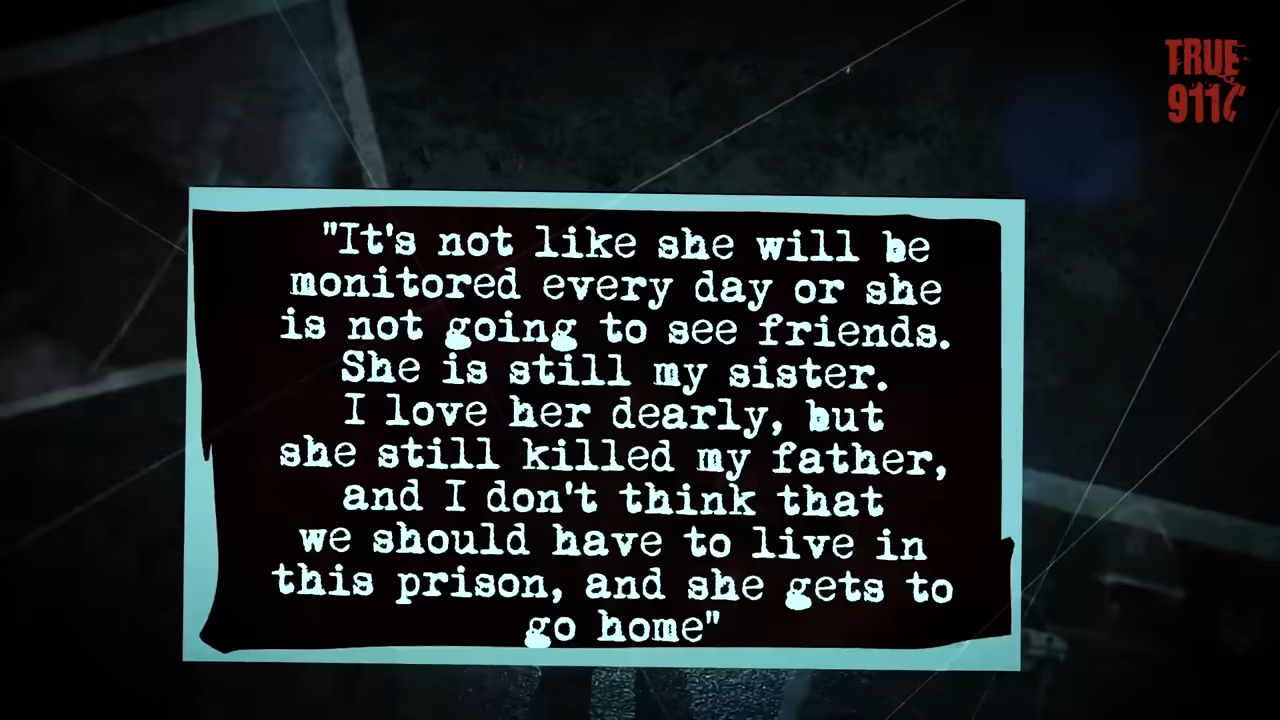 TRUE
911
"It's not like she will be
monitored every day or she
is not going to see friends.
She is still my sister.
I love her dearly, but
she still killed my father,
and I don't think that
we should have to live in
this prison, and she gets to
go home"